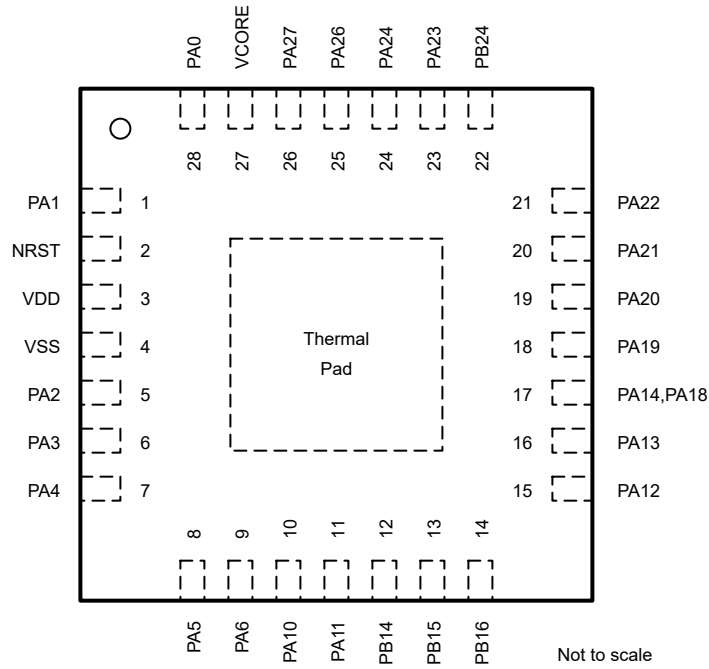 PA0 VCORE PA27 PA26 PA24 PA23 PB24
28 27 26 25 24 23 22
PA1 1 21 PA22
NRST 2 20 PA21
VDD 3 19 PA20
VSS 4 18 PA19
PA2 5 17 PA14,PA18
PA3 6 16 PA13
PA4 7 15 PA12
Thermal
Pad
8 9 10 11 12 13 14
PA5 PA6 PA10 PA11 PB14 PB15 PB16
Not to scale